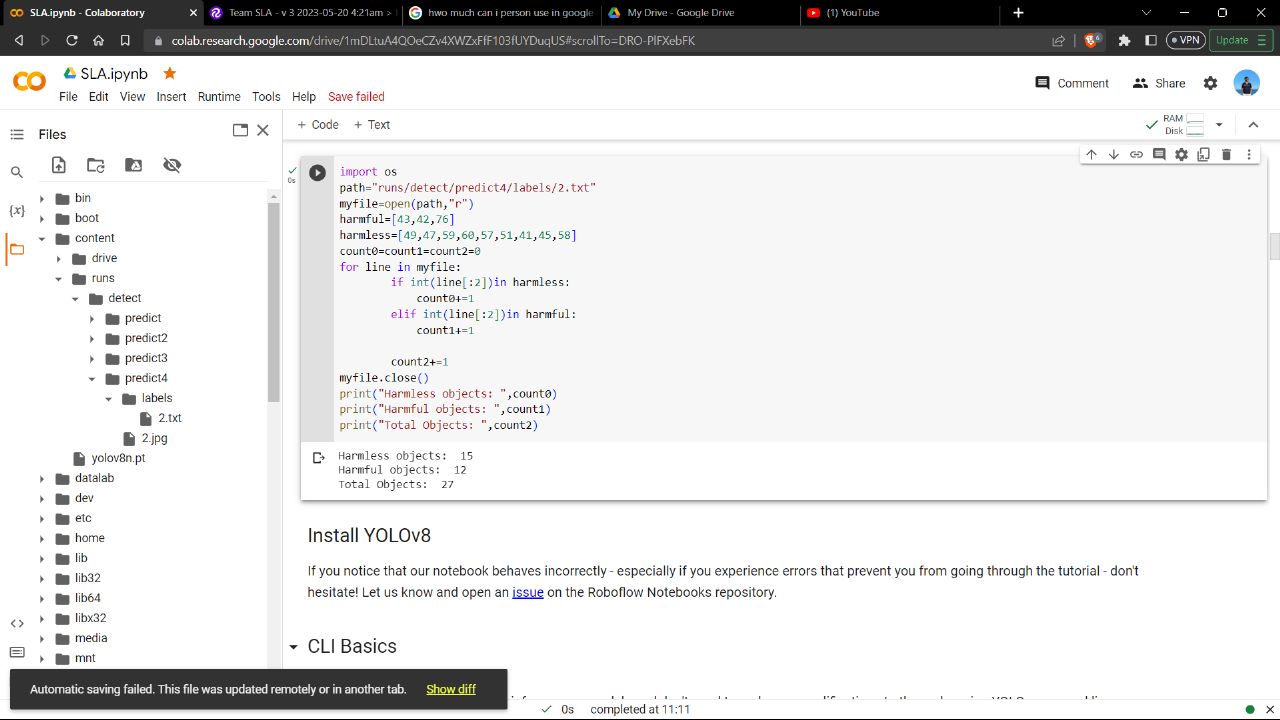 SLA.ipynb - Colaboratory
Team SLA - v 3 2023-05-20 4:21am >
hwo much can i person use in google
My Drive - Google Drive
(1) YouTube
colab.research.google.com/drive/1mDLtuA4QOeCZv4XWZxFfF103fUYDuqUS#scrollTo=DRO-PlFXebFK
6
VPN
Update
SLA.ipynb
File Edit View Insert Runtime Tools Help Save failed
Comment
Share
Files
+ Code + Text
RAM
Disk
{x}
bin
boot
content
drive
runs
detect
predict
predict2
predict3
predict4
labels
2.txt
2.jpg
yolov8n.pt
datalab
dev
etc
home
lib
lib32
lib64
libx32
media
mnt
0s
import os
path="runs/detect/predict4/labels/2.txt"
myfile=open(path,"r")
harmful=[43,42,76]
harmless=[49,47,59,60,57,51,41,45,58]
count0=count1=count2=0
for line in myfile:
if int(line[:2])in harmless:
count0+=1
elif int(line[:2])in harmful:
count1+=1
count2+=1
myfile.close()
print("Harmless objects: ",count0)
print("Harmful objects: ",count1)
print("Total Objects: ",count2)
Harmless objects:  15
Harmful objects:  12
Total Objects:  27
Install YOLOv8
If you notice that our notebook behaves incorrectly - especially if you experience errors that prevent you from going through the tutorial - don't
hesitate! Let us know and open an issue on the Roboflow Notebooks repository.
CLI Basics
Automatic saving failed. This file was updated remotely or in another tab. Show diff
0s completed at 11:11